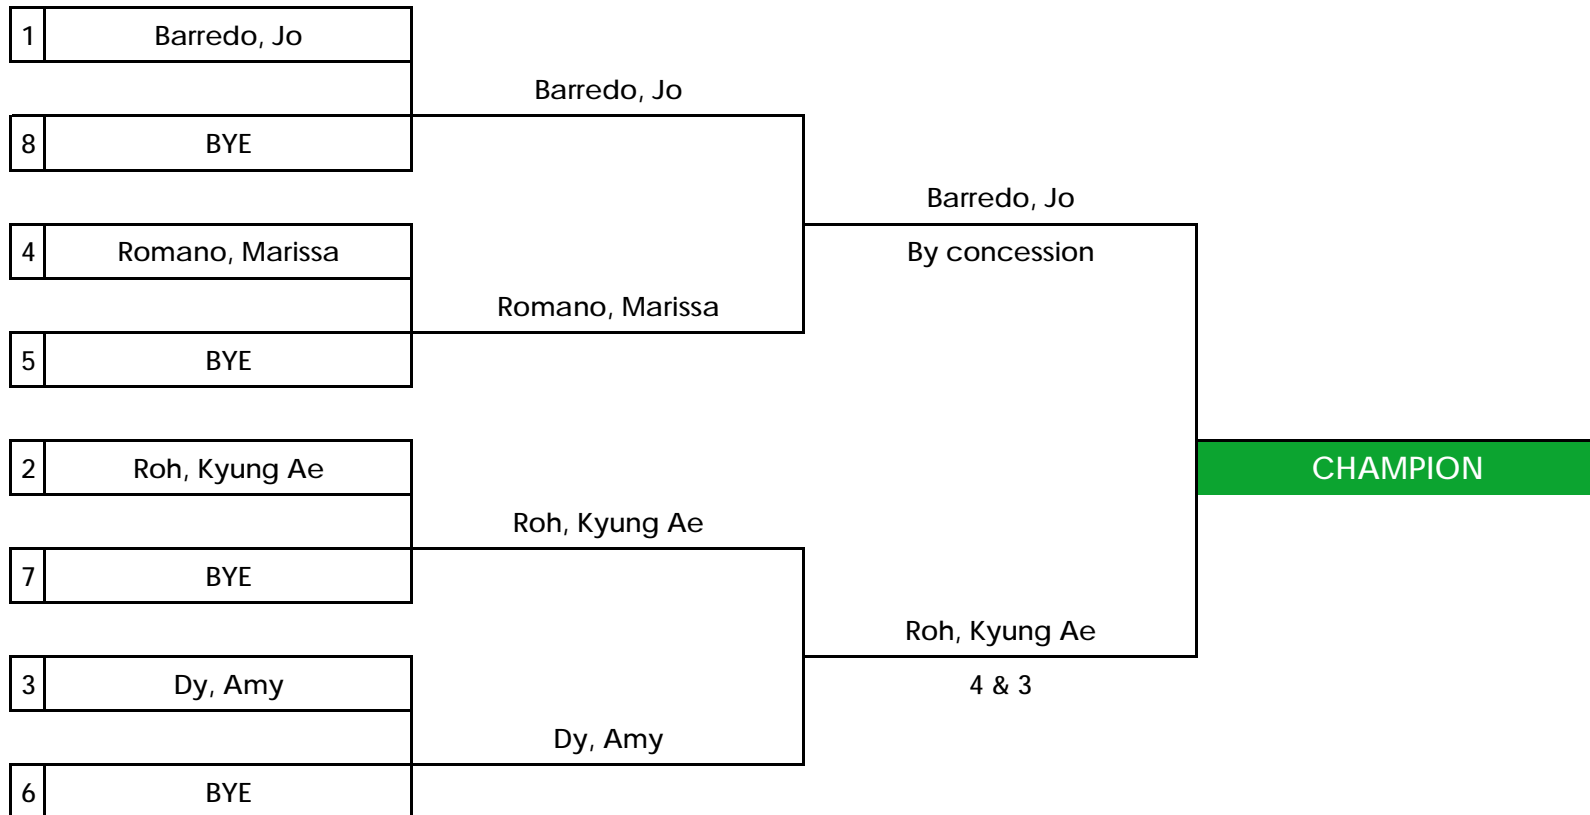 1 Barredo, Jo
Barredo, Jo
8 BYE
Barredo, Jo
4 Romano, Marissa
By concession
Romano, Marissa
5 BYE
2 Roh, Kyung Ae
CHAMPION
Roh, Kyung Ae
7 BYE
Roh, Kyung Ae
3 Dy, Amy
4 & 3
Dy, Amy
6 BYE